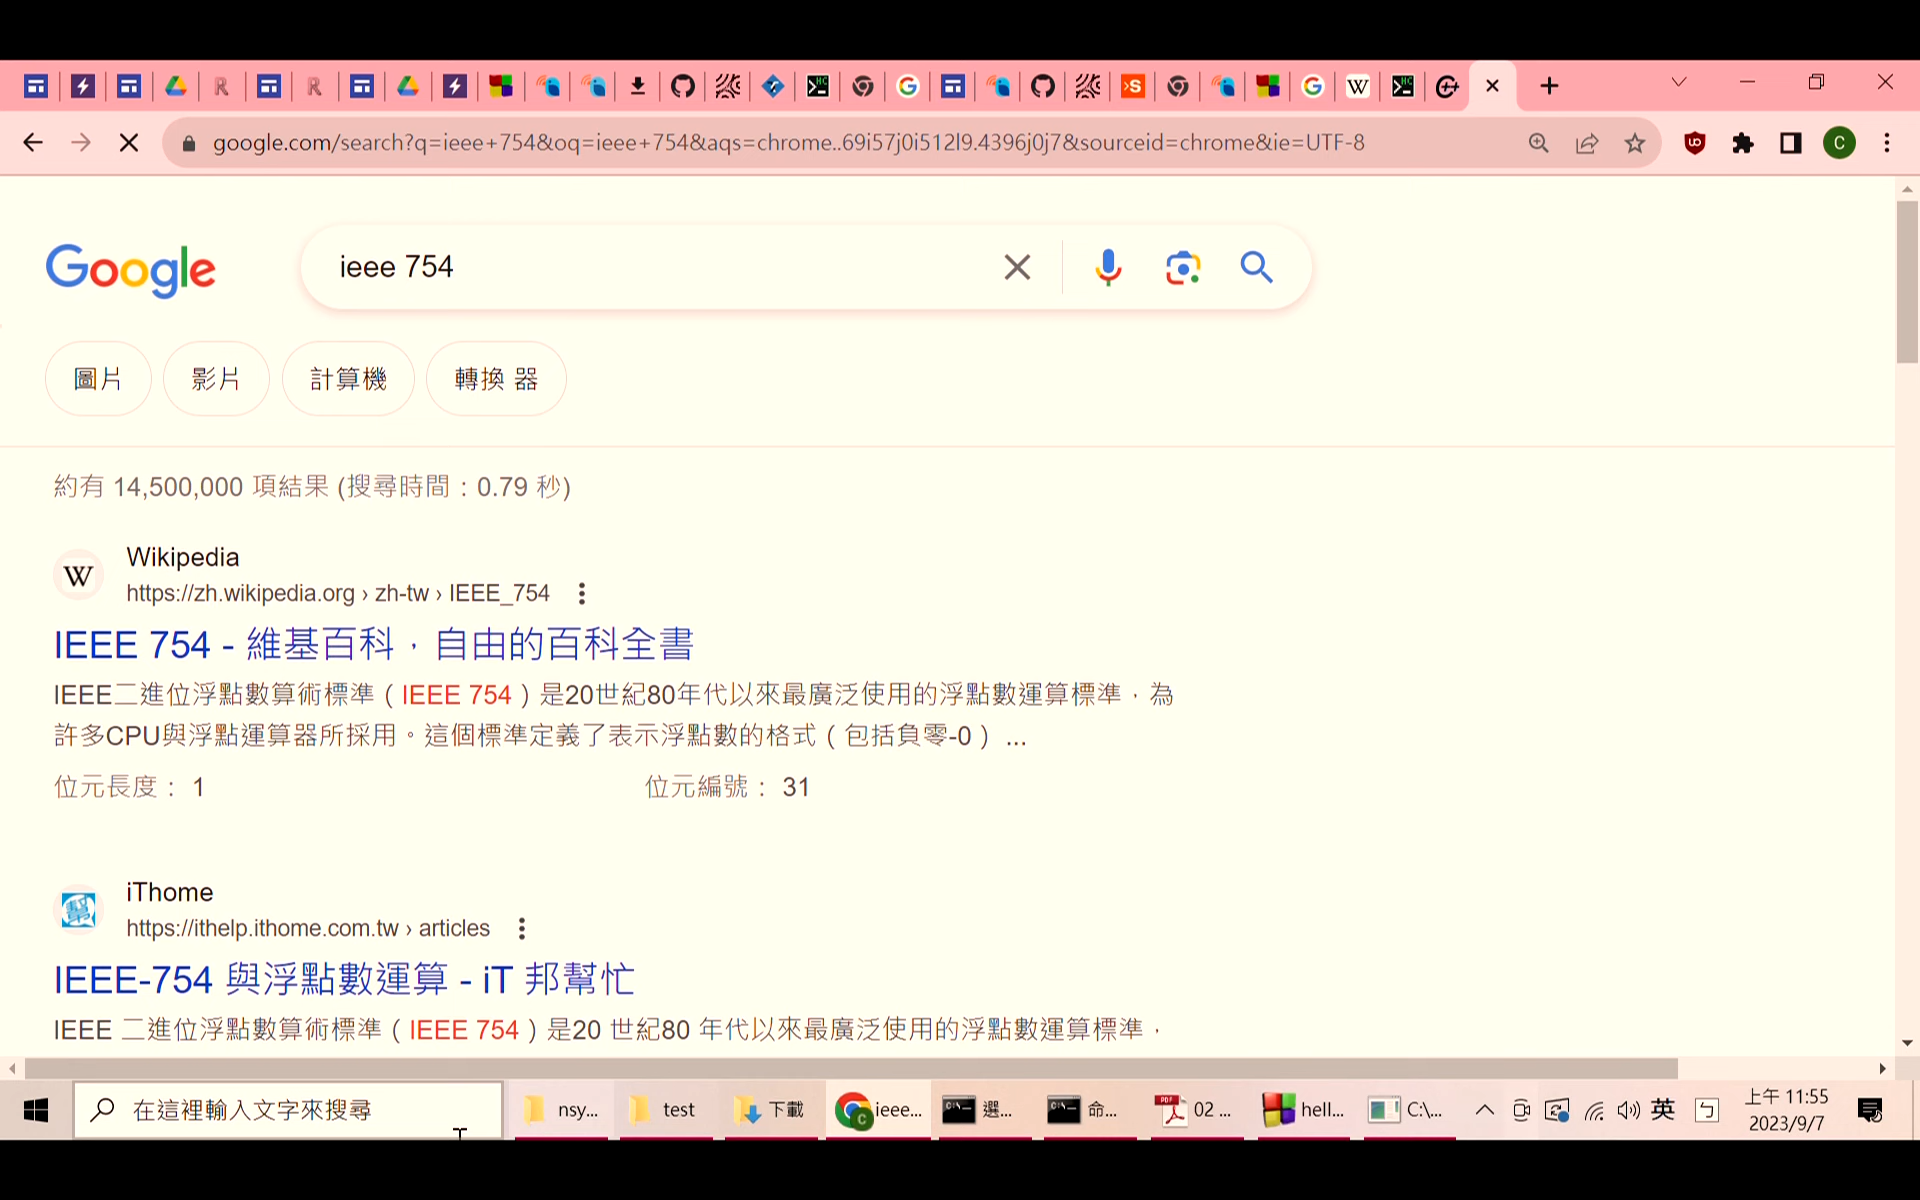 google.com/search?q=ieee+754&oq=ieee+754&aqs=chrome..69i57j0i512l9.4396j0j7&sourceid=chrome&ie=UTF-8
C
Google
ieee 754
圖片
影片
計算機
轉換 器
約有 14,500,000 項結果 (搜尋時間：0.79 秒)
Wikipedia
https://zh.wikipedia.org › zh-tw › IEEE_754
IEEE 754 - 維基百科，自由的百科全書
IEEE二進位浮點數算術標準（IEEE 754）是20世紀80年代以來最廣泛使用的浮點數運算標準，為
許多CPU與浮點運算器所採用。這個標準定義了表示浮點數的格式（包括負零-0） ...
位元長度： 1
位元編號： 31
iThome
https://ithelp.ithome.com.tw › articles
IEEE-754 與浮點數運算 - iT 邦幫忙
IEEE 二進位浮點數算術標準（IEEE 754）是20 世紀80 年代以來最廣泛使用的浮點數運算標準，
在這裡輸入文字來搜尋
nsy...
test
下載
ieee...
選...
命...
02 ...
hell...
C:\...
英
ㄅ
上午 11:55
2023/9/7